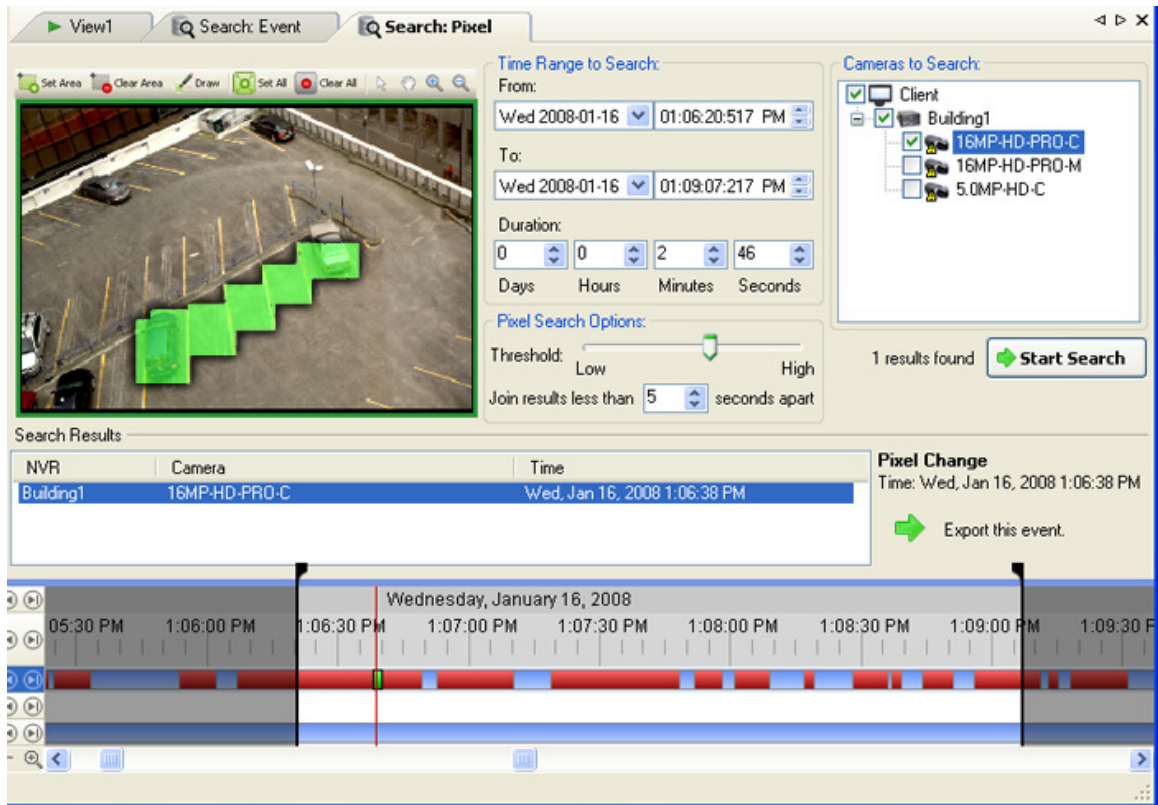 View1
Search: Event
Search: Pixel
Set Area
Clear Area
Draw
Set All
Clear All
Time Range to Search:
From:
Wed 2008-01-16
01:06:20:517 PM
To:
Wed 2008-01-16
01:09:07:217 PM
Duration:
0
0
2
46
Days
Hours
Minutes
Seconds
Pixel Search Options:
Threshold:
Low
High
Join results less than 5 seconds apart
Cameras to Search:
Client
Building1
16MP-HD-PRO-C
16MP-HD-PRO-M
5.0MP-HD-C
1 results found
Start Search
Search Results
NVR Camera Time
Building1 16MP-HD-PRO-C Wed, Jan 16, 2008 1:06:38 PM
Pixel Change
Time: Wed, Jan 16, 2008 1:06:38 PM
Export this event.
Wednesday, January 16, 2008
05:30 PM 1:06:00 PM 1:06:30 PM 1:07:00 PM 1:07:30 PM 1:08:00 PM 1:08:30 PM 1:09:00 PM 1:09:30 P